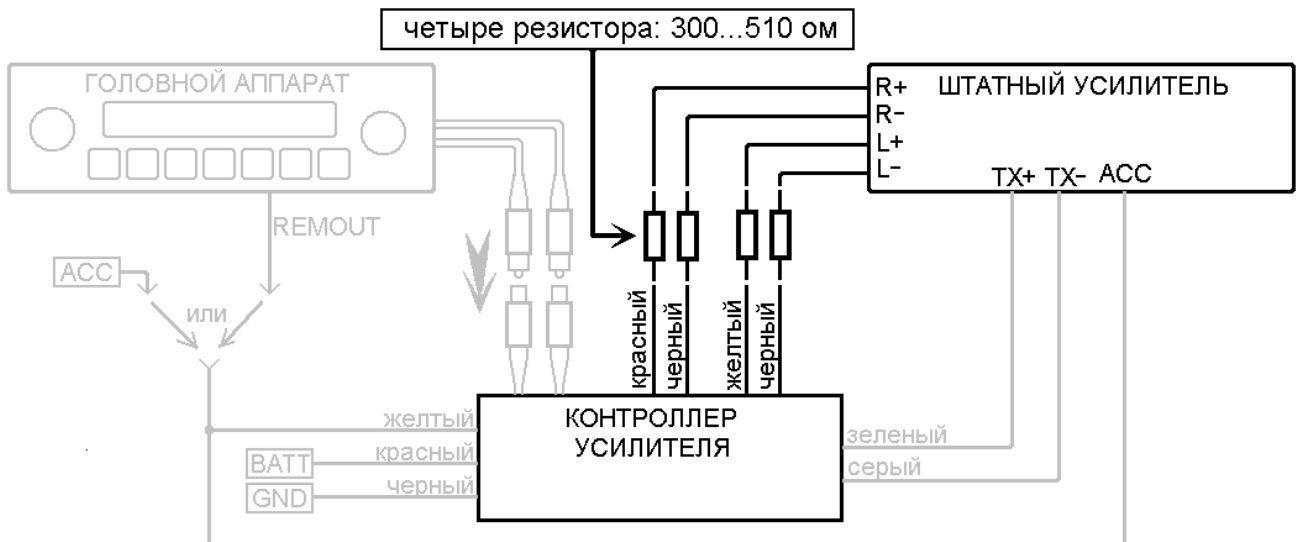 четыре резистора: 300...510 ом
ГОЛОВНОЙ АППАРАТ
ШТАТНЫЙ УСИЛИТЕЛЬ
R+
R-
L+
L-
TX+ TX- ACC
REMOUT
ACC
или
красный
черный
желтый
черный
КОНТРОЛЛЕР
УСИЛИТЕЛЯ
желтый
BATT
красный
GND
черный
зеленый
серый